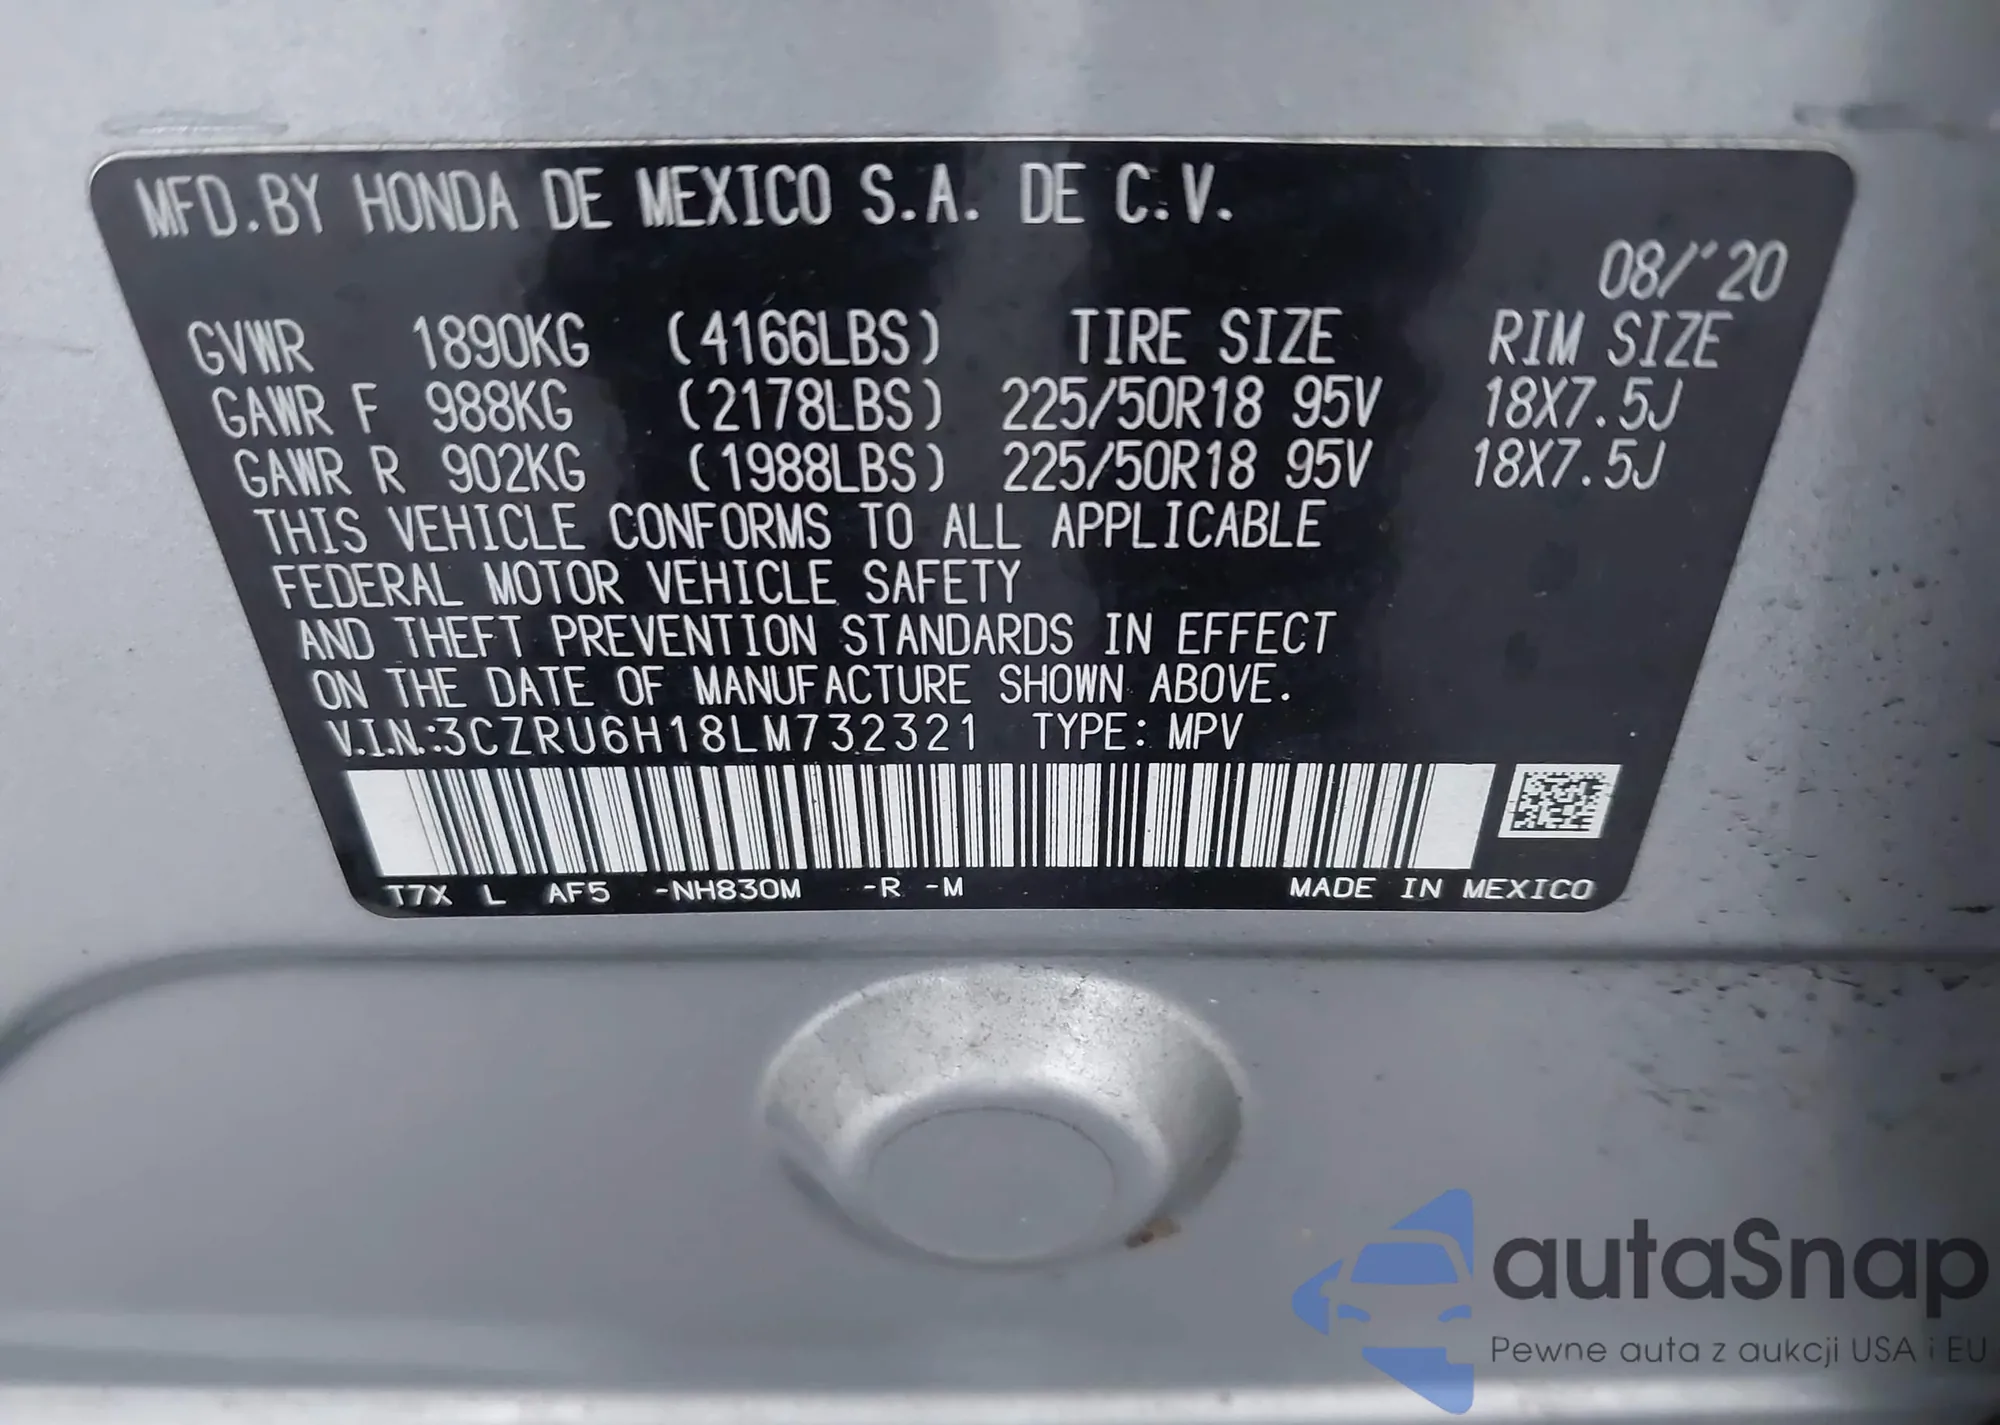 MFD.BY HONDA DE MEXICO S.A. DE C.V.
08/'20
GVWR 1890KG (4166LBS) TIRE SIZE RIM SIZE
GAWR F 988KG (2178LBS) 225/50R18 95V 18X7.5J
GAWR R 902KG (1988LBS) 225/50R18 95V 18X7.5J
THIS VEHICLE CONFORMS TO ALL APPLICABLE
FEDERAL MOTOR VEHICLE SAFETY
AND THEFT PREVENTION STANDARDS IN EFFECT
ON THE DATE OF MANUFACTURE SHOWN ABOVE.
V.I.N.:3CZRU6H18LM732321 TYPE: MPV
T7X L AF5 -NH830M -R -M MADE IN MEXICO
autaSnap
Pewne auta z aukcji USA i EU